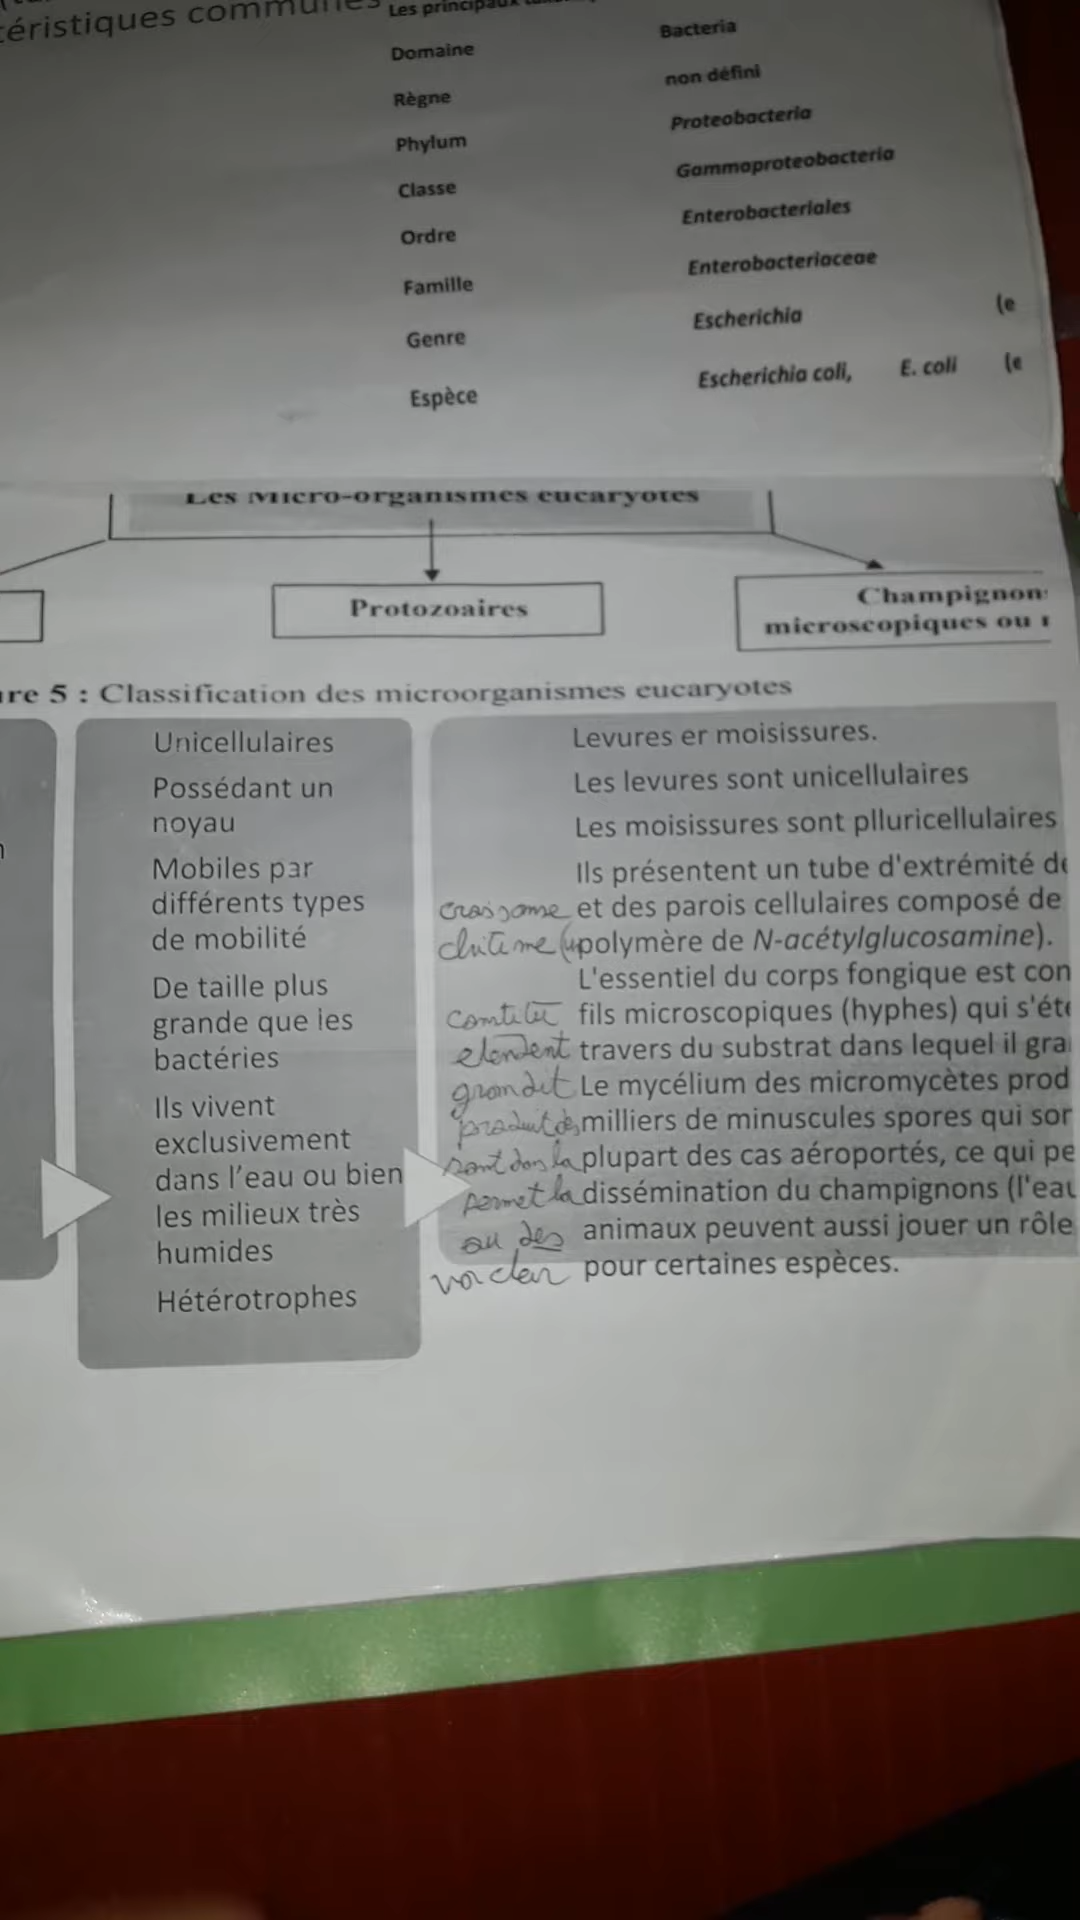 téristiques communes
Les principaux
Domaine Bacteria
Règne non défini
Phylum Proteobacteria
Classe Gammaproteobacteria
Ordre Enterobacteriales
Famille Enterobacteriaceae
Genre Escherichia (e
Espèce Escherichia coli, E. coli (e
Les Micro-organismes eucaryotes
Protozoaires
Champignon
microscopiques ou
ure 5 : Classification des microorganismes eucaryotes
Unicellulaires
Possédant un
noyau
Mobiles par
différents types
de mobilité
De taille plus
grande que les
bactéries
Ils vivent
exclusivement
dans l'eau ou bien
les milieux très
humides
Hétérotrophes
Levures er moisissures.
Les levures sont unicellulaires
Les moisissures sont plluricellulaires
Ils présentent un tube d'extrémité de
et des parois cellulaires composé de
polymère de N-acétylglucosamine).
L'essentiel du corps fongique est con
fils microscopiques (hyphes) qui s'éte
travers du substrat dans lequel il gra
grandit Le mycélium des micromycètes prod
produit des milliers de minuscules spores qui sor
sont dans la plupart des cas aéroportés, ce qui pe
permet la dissémination du champignons (l'eau
ou des animaux peuvent aussi jouer un rôle
pour certaines espèces.